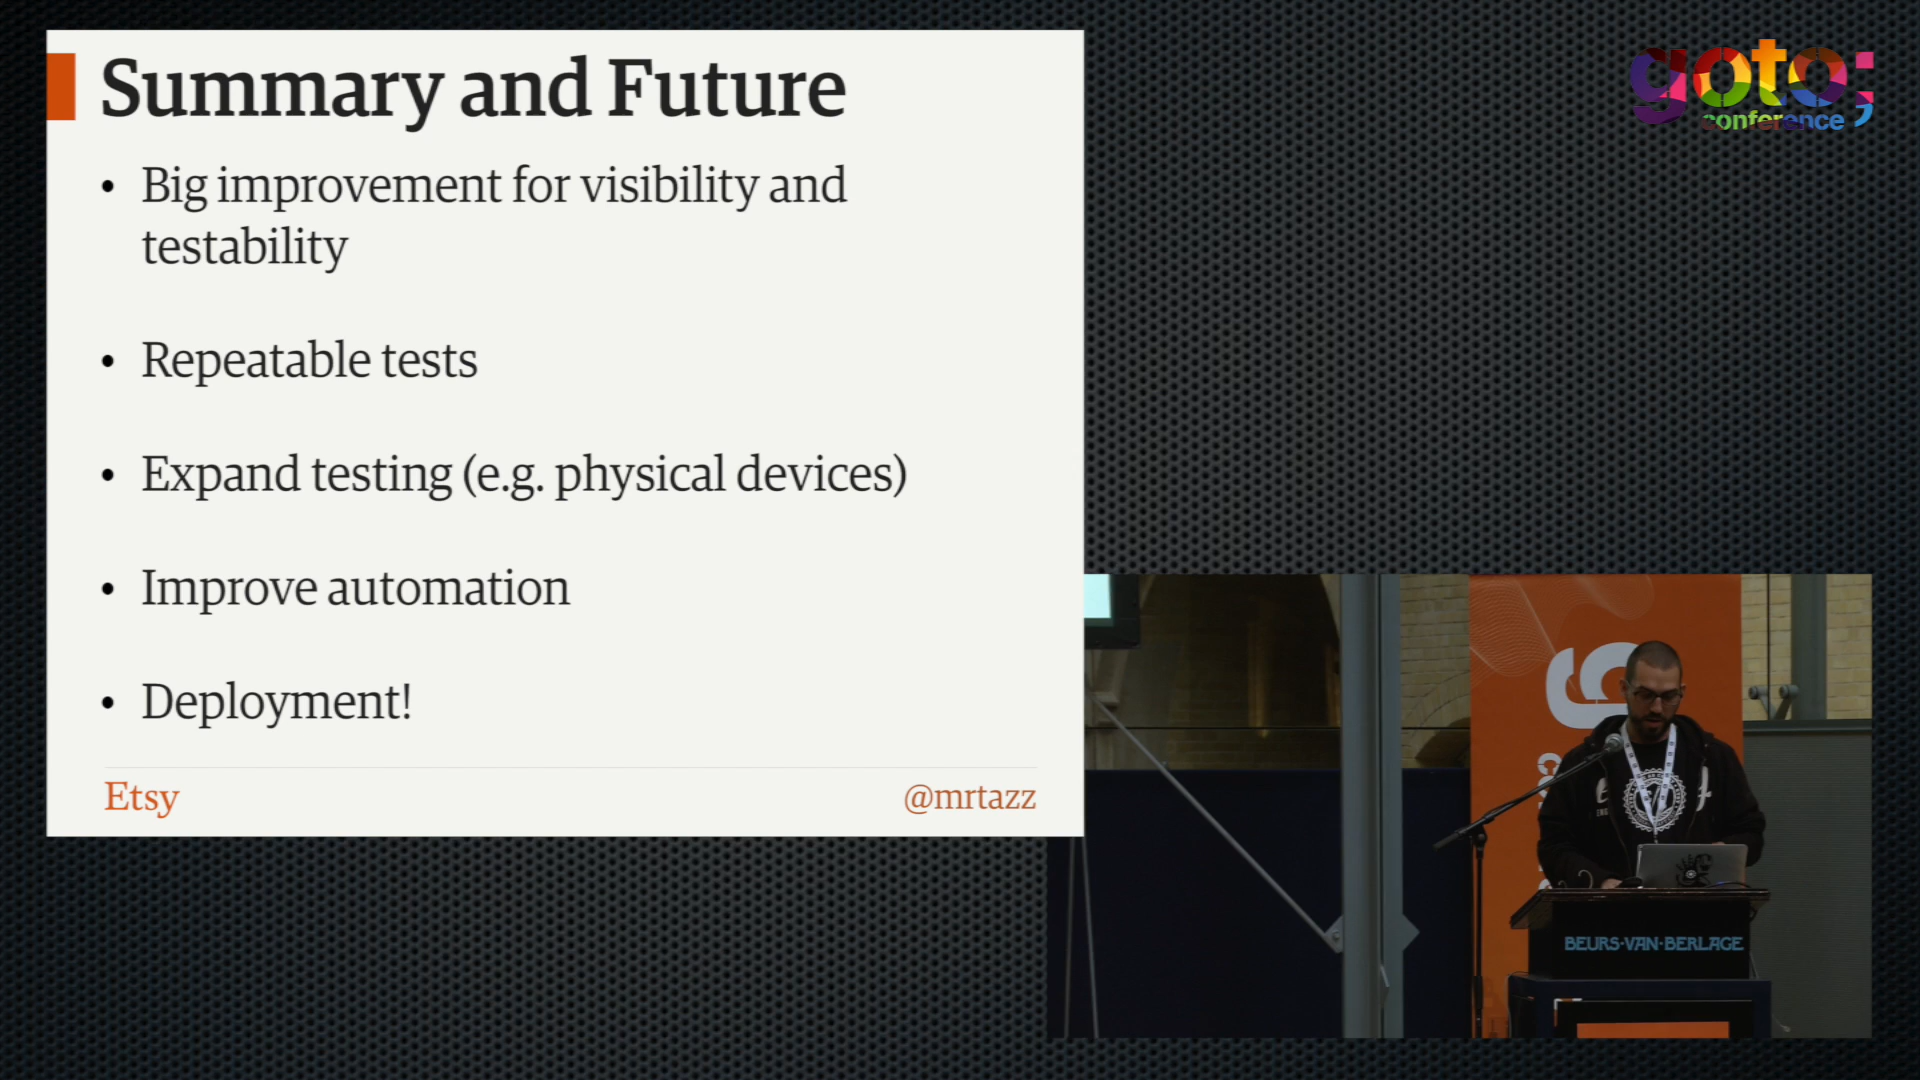 Summary and Future
• Big improvement for visibility and
testability
• Repeatable tests
• Expand testing (e.g. physical devices)
• Improve automation
• Deployment!
Etsy
@mrtazz
goto;
conference
BEURS·VAN·BERLAGE